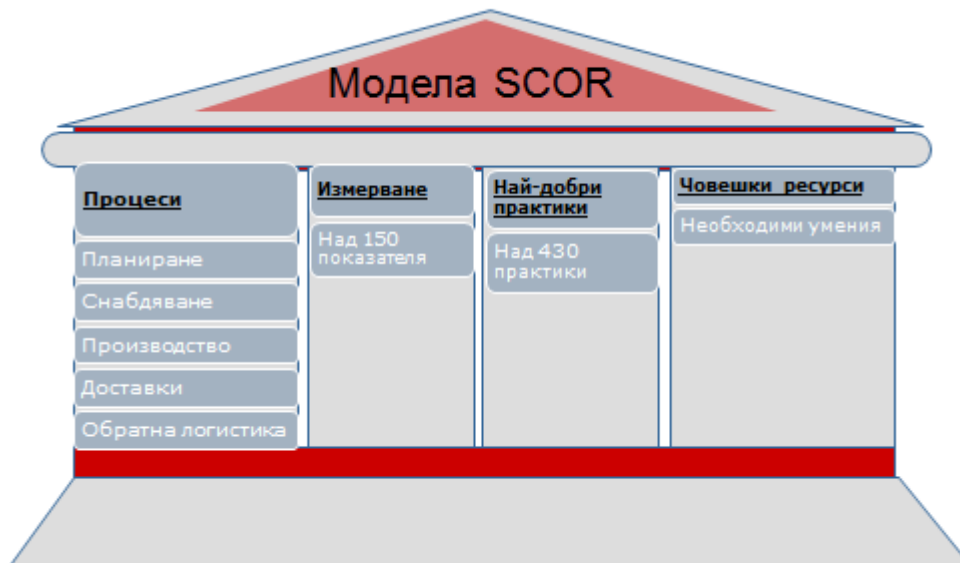 Модела SCOR
Процеси
Планиране
Снабдяване
Производство
Доставки
Обратна логистика
Измерване
Над 150
показателя
Най-добри
практики
Над 430
практики
Човешки ресурси
Необходими умения